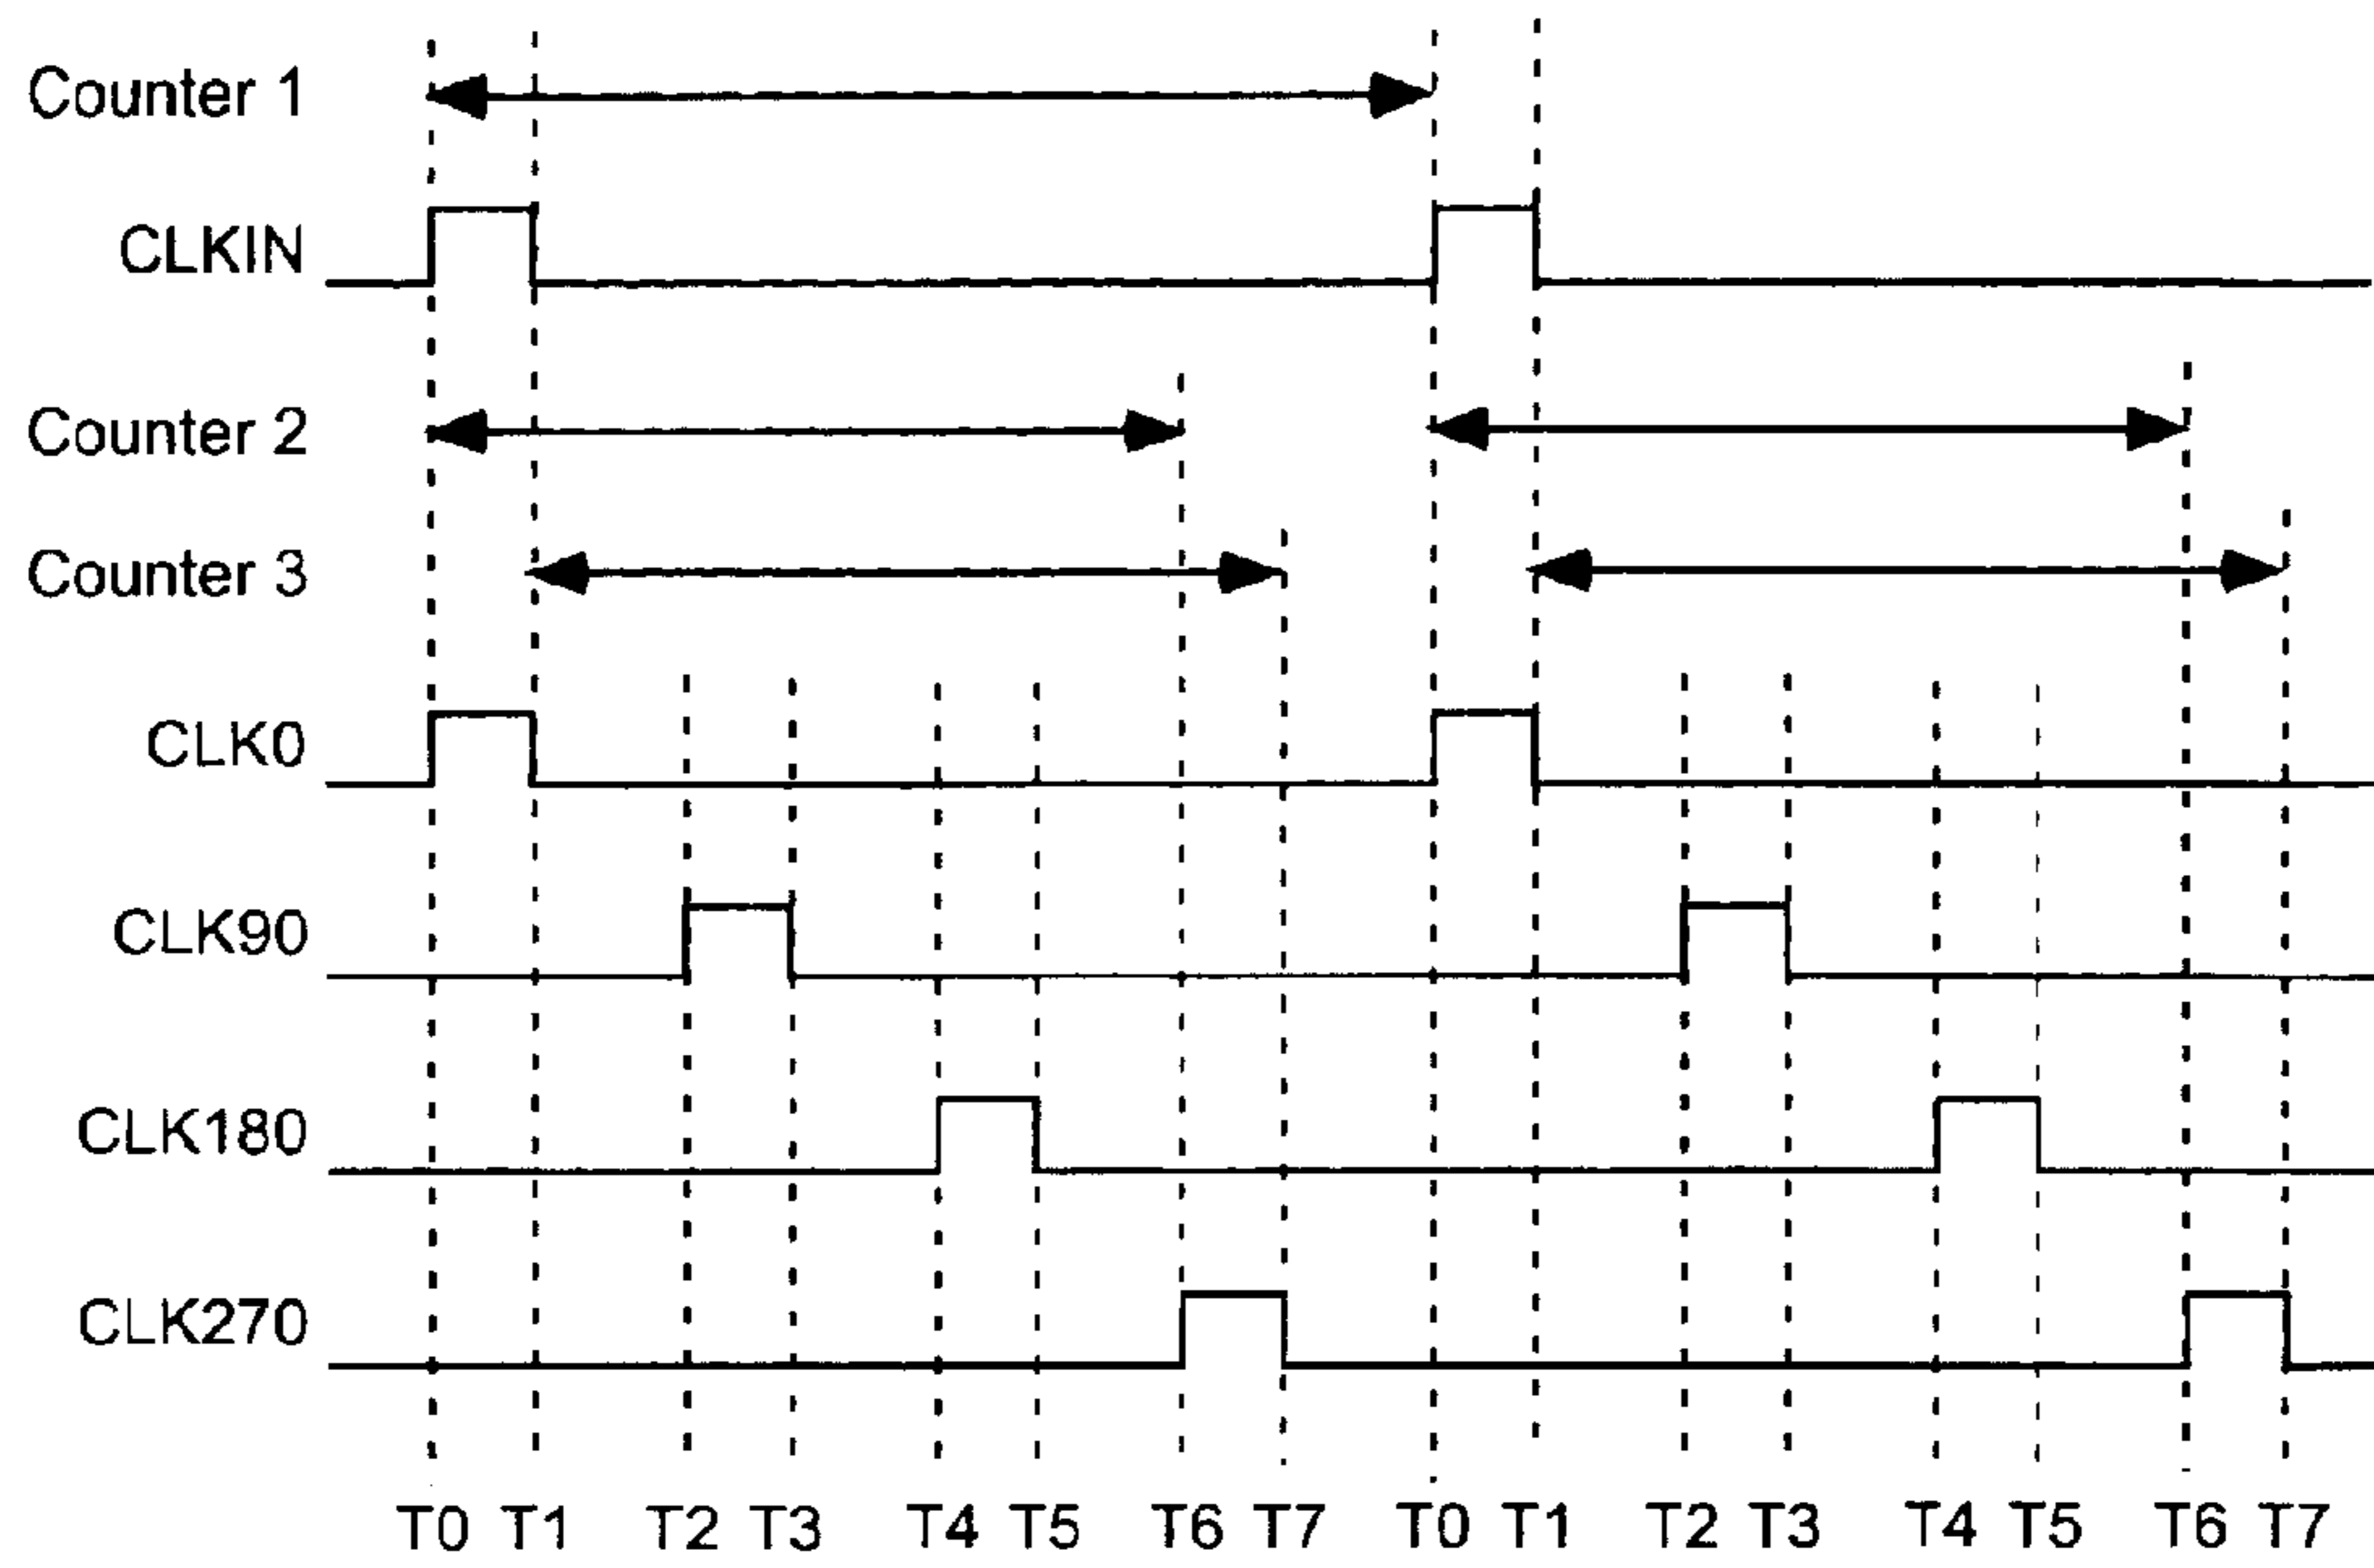 Counter 1
CLKIN
Counter 2
Counter 3
CLK0
CLK90
CLK180
CLK270
T0 T1 T2 T3 T4 T5 T6 T7 T0 T1 T2 T3 T4 T5 T6 T7